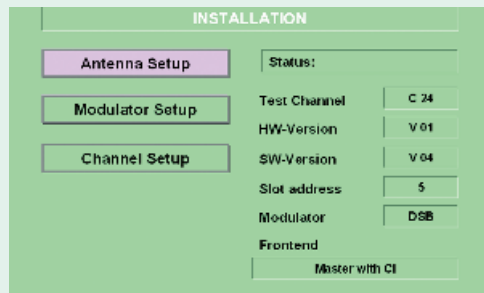 INSTALLATION
Antenna Setup
Modulator Setup
Channel Setup
Status:
Test Channel C 24
HW-Version V 01
SW-Version V 04
Slot address 5
Modulator DSB
Frontend
Master with CI